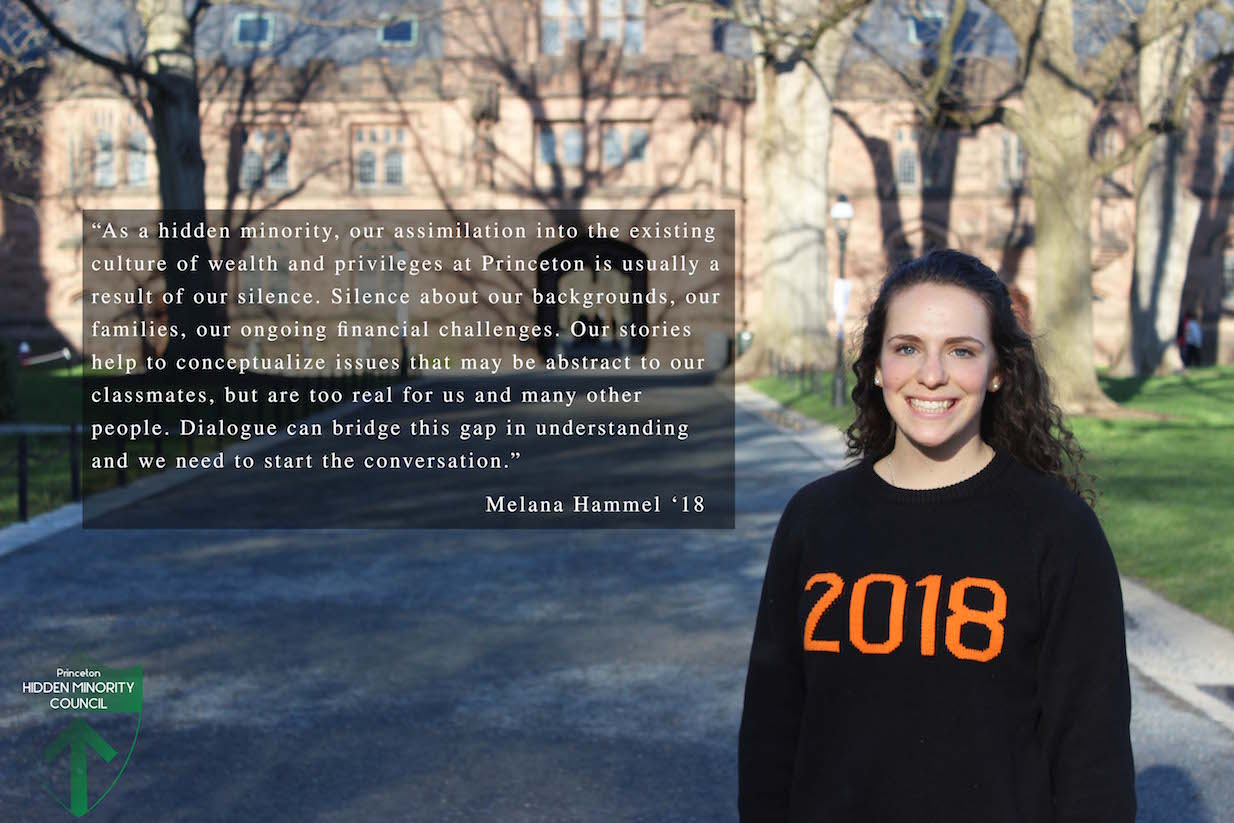 “As a hidden minority, our assimilation into the existing
culture of wealth and privileges at Princeton is usually a
result of our silence. Silence about our backgrounds, our
families, our ongoing financial challenges. Our stories
help to conceptualize issues that may be abstract to our
classmates, but are too real for us and many other
people. Dialogue can bridge this gap in understanding
and we need to start the conversation.”
Melana Hammel ‘18
2018
Princeton
HIDDEN MINORITY
COUNCIL